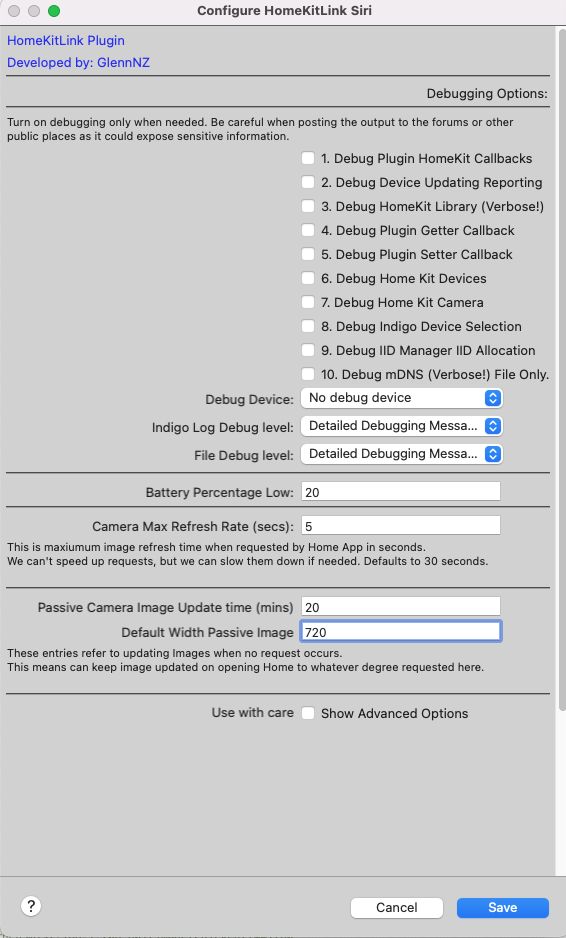 Configure HomeKitLink Siri
HomeKitLink Plugin
Developed by: GlennNZ
Debugging Options:
Turn on debugging only when needed. Be careful when posting the output to the forums or other
public places as it could expose sensitive information.
1. Debug Plugin HomeKit Callbacks
2. Debug Device Updating Reporting
3. Debug HomeKit Library (Verbose!)
4. Debug Plugin Getter Callback
5. Debug Plugin Setter Callback
6. Debug Home Kit Devices
7. Debug Home Kit Camera
8. Debug Indigo Device Selection
9. Debug IID Manager IID Allocation
10. Debug mDNS (Verbose!) File Only.
Debug Device: No debug device
Indigo Log Debug level: Detailed Debugging Messa...
File Debug level: Detailed Debugging Messa...
Battery Percentage Low: 20
Camera Max Refresh Rate (secs): 5
This is maxiumum image refresh time when requested by Home App in seconds.
We can't speed up requests, but we can slow them down if needed. Defaults to 30 seconds.
Passive Camera Image Update time (mins) 20
Default Width Passive Image 720
These entries refer to updating Images when no request occurs.
This means can keep image updated on opening Home to whatever degree requested here.
Use with care Show Advanced Options
? Cancel Save